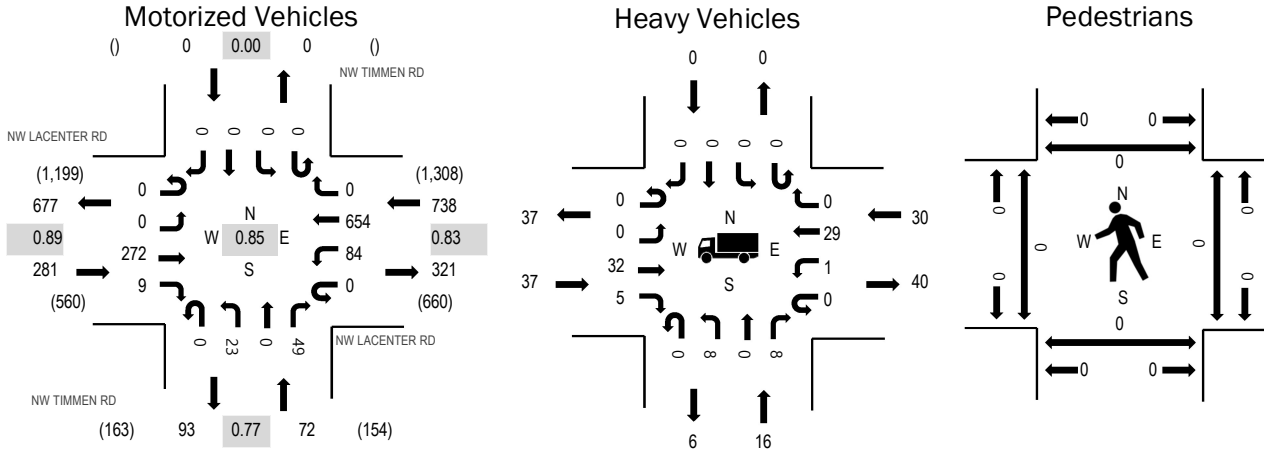 Motorized Vehicles
() 0 0.00 0 ()
NW TIMMEN RD
NW LACENTER RD
0 0 0 0
(1,199) 0 0 (1,308)
677 738
0 N 654
0.89 W 0.85 E 0.83
272 84
281 S 321
9 0
(560) (660)
0 23 0 49
NW LACENTER RD
NW TIMMEN RD
(163) 93 0.77 72 (154)
Heavy Vehicles
0 0
0 0 0 0
0 0
37 N 30
0 29
W E
32 1
37 S 40
5 0
0 8 0 8
6 16
Pedestrians
0 0
0
N
0 0
W E
0 0
0 0
S
0
0 0